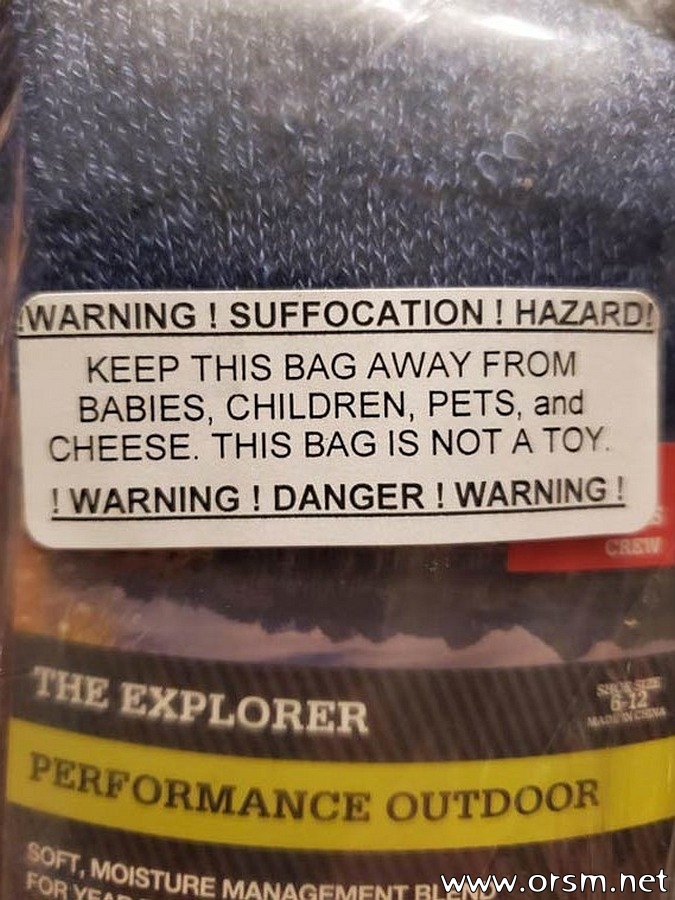 !WARNING ! SUFFOCATION ! HAZARD!
KEEP THIS BAG AWAY FROM
BABIES, CHILDREN, PETS, and
CHEESE. THIS BAG IS NOT A TOY.
! WARNING ! DANGER ! WARNING !
CREW
THE EXPLORER
SHOE SIZE
6-12
MADE IN CHINA
PERFORMANCE OUTDOOR
SOFT, MOISTURE MANAGEMENT BLEND
FOR
www.orsm.net